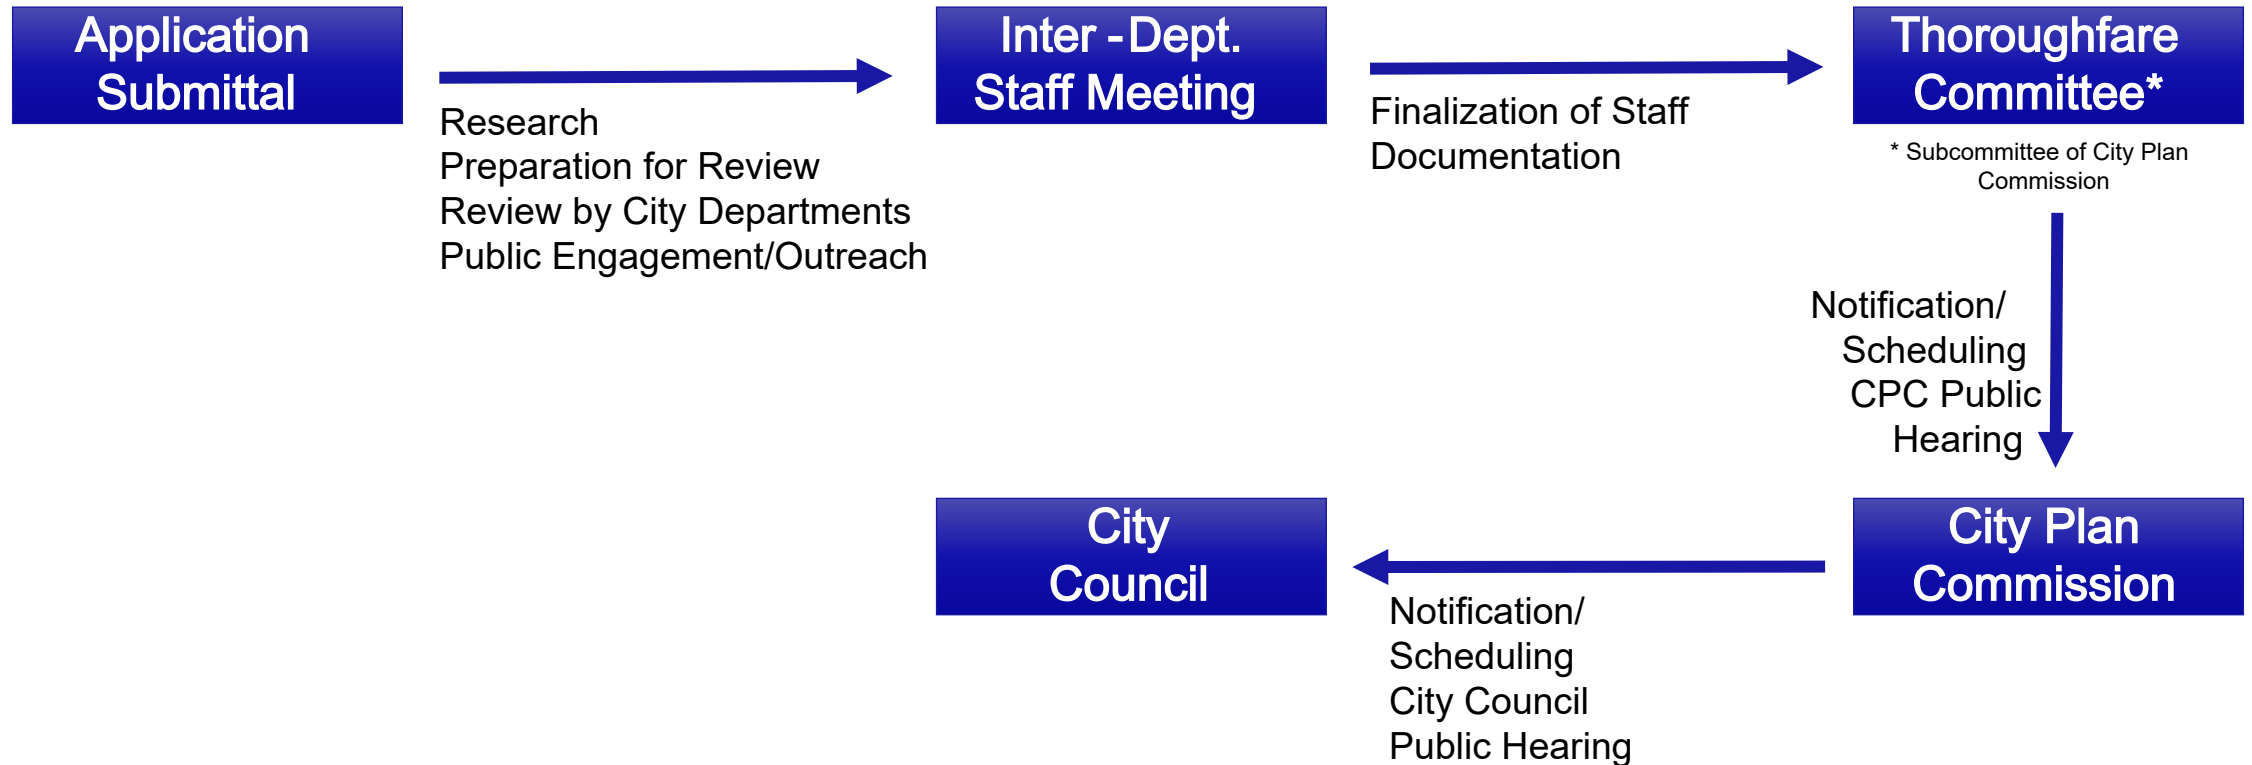 Application
Submittal
Research
Preparation for Review
Review by City Departments
Public Engagement/Outreach
Inter -Dept.
Staff Meeting
Finalization of Staff
Documentation
Thoroughfare
Committee*
* Subcommittee of City Plan
Commission
Notification/
Scheduling
CPC Public
Hearing
City Plan
Commission
Notification/
Scheduling
City Council
Public Hearing
City
Council